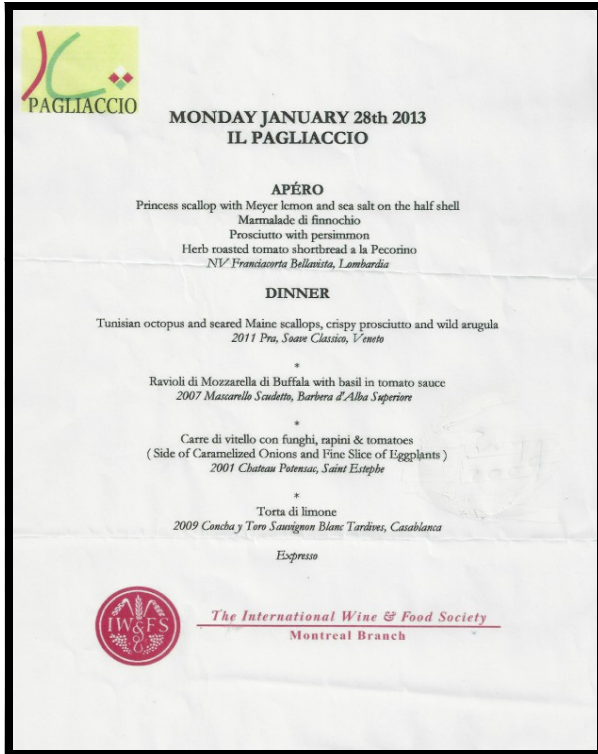 PAGLIACCIO
MONDAY JANUARY 28th 2013
IL PAGLIACCIO
APÉRO
Princess scallop with Meyer lemon and sea salt on the half shell
Marmalade di finnochio
Prosciutto with persimmon
Herb roasted tomato shortbread a la Pecorino
NV Franciacorta Bellavista, Lombardia
DINNER
Tunisian octopus and seared Maine scallops, crispy prosciutto and wild arugula
2011 Pra, Soave Classico, Veneto
*
Ravioli di Mozzarella di Buffala with basil in tomato sauce
2007 Mascarello Scudetto, Barbera d'Alba Superiore
*
Carre di vitello con funghi, rapini & tomatoes
( Side of Caramelized Onions and Fine Slice of Eggplants )
2001 Chateau Potensac, Saint Estephe
*
Torta di limone
2009 Concha y Toro Sauvignon Blanc Tardives, Casablanca
Expresso
IW&FS
The International Wine & Food Society
Montreal Branch